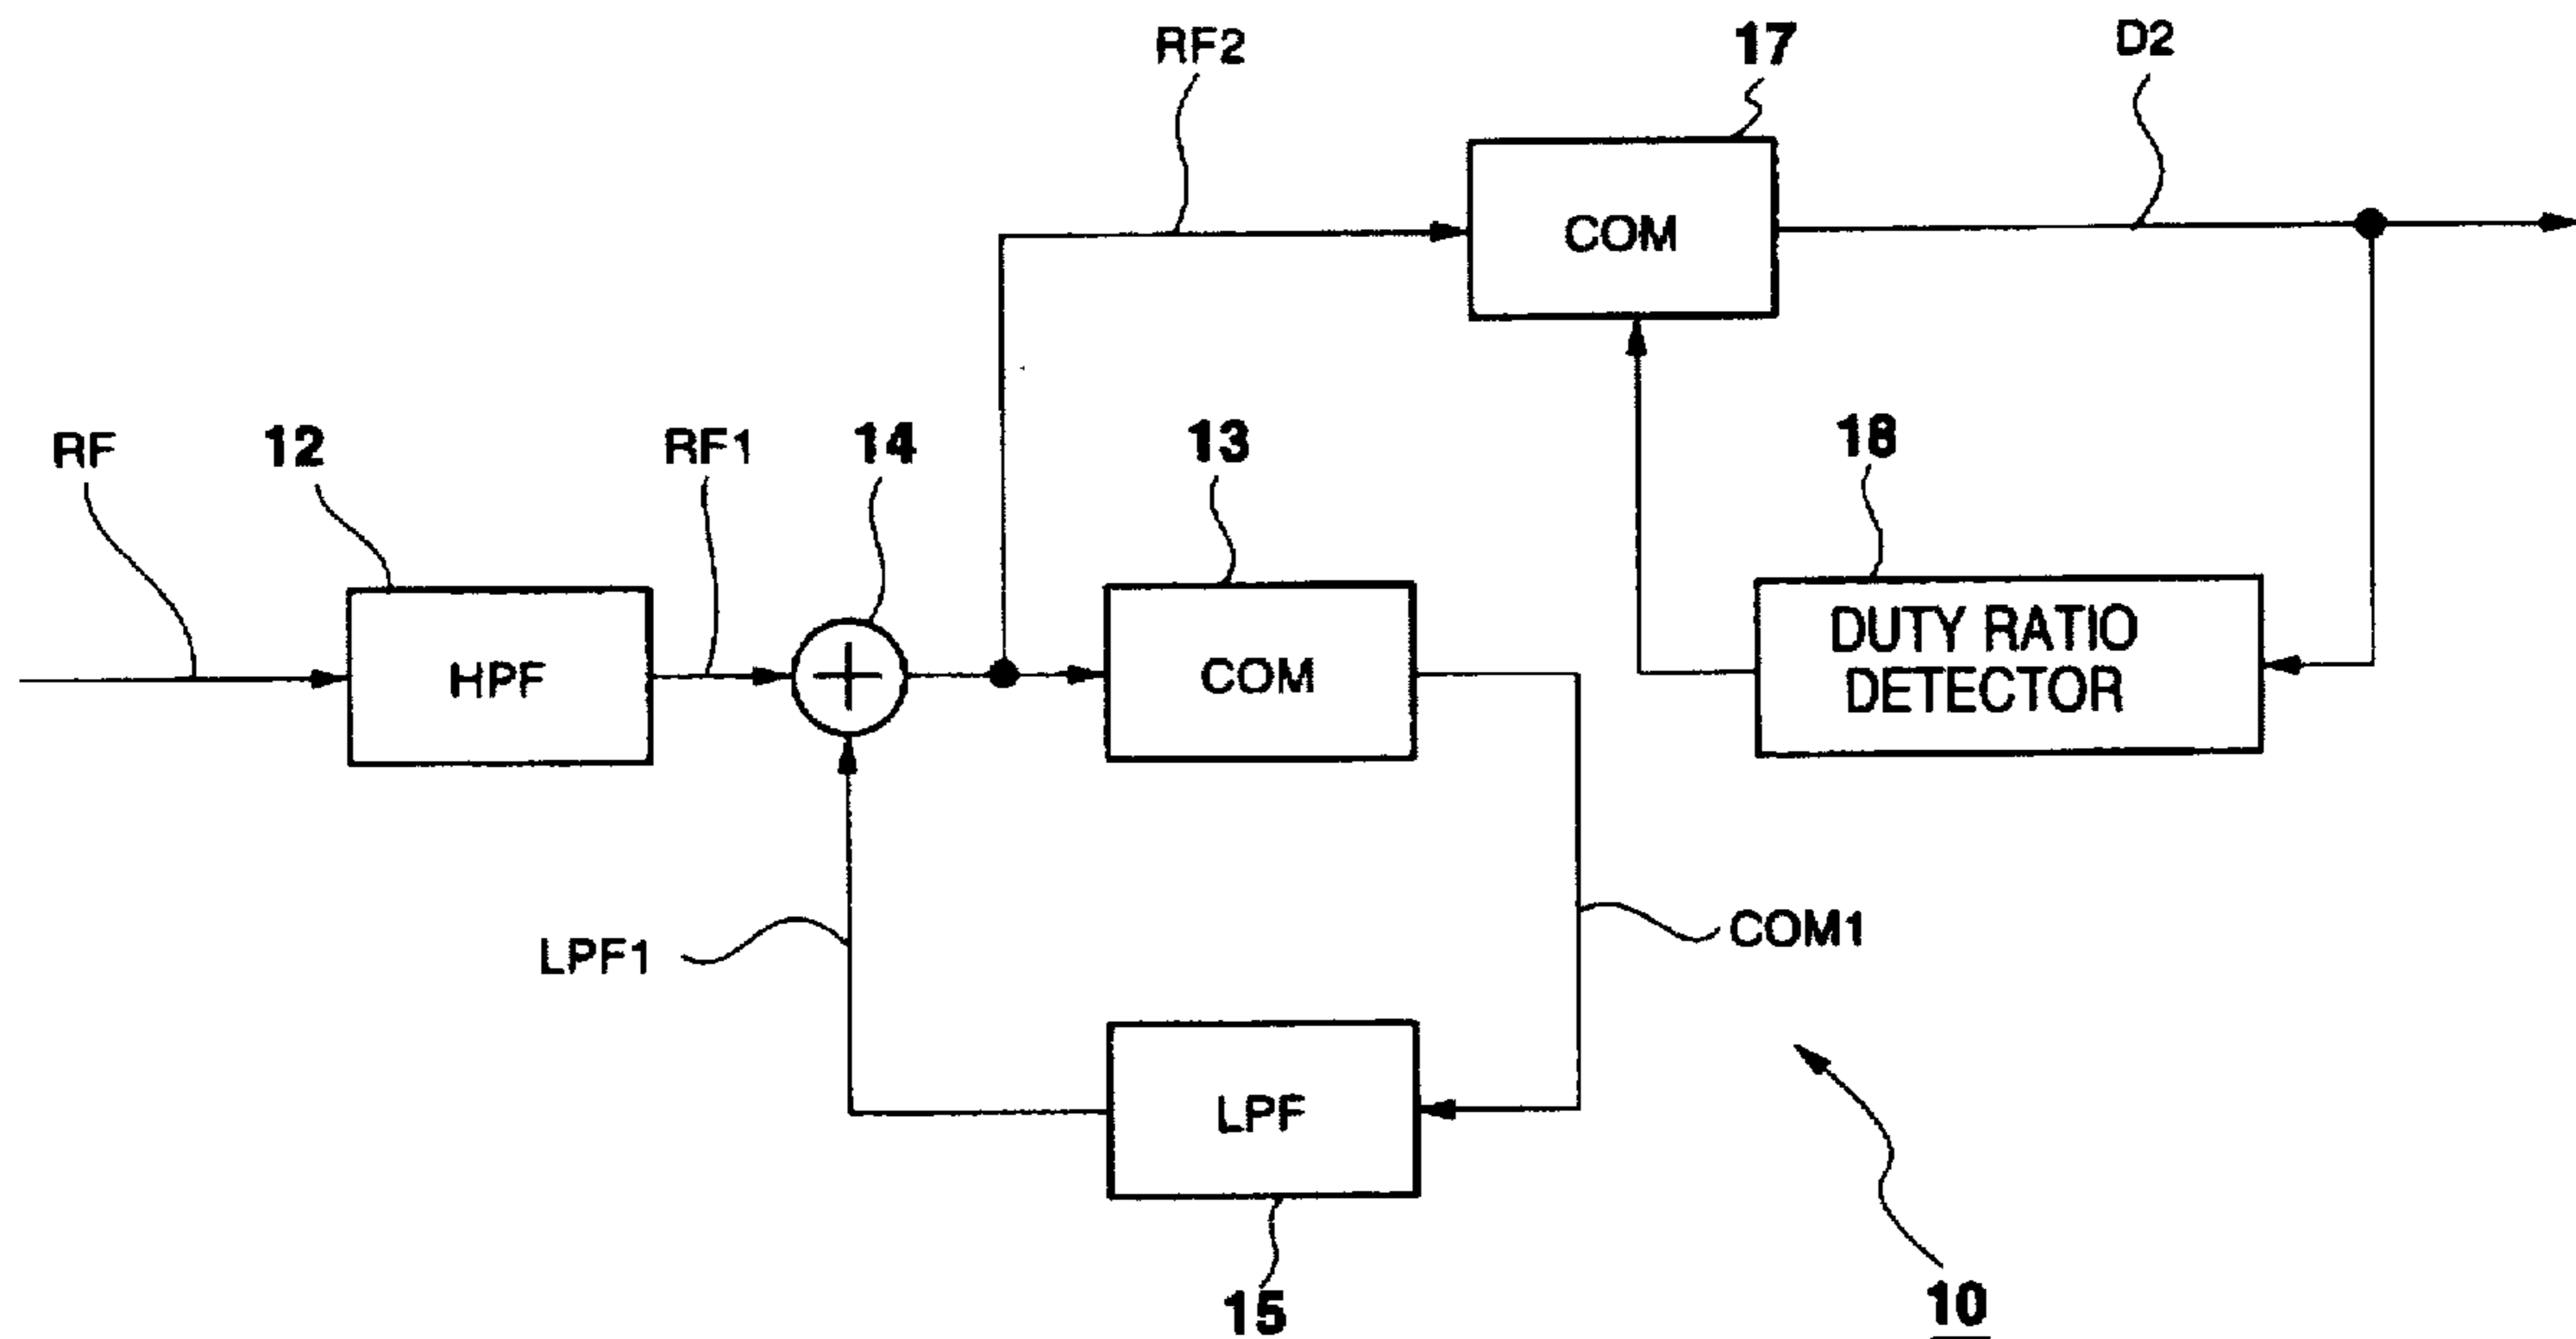 RF2
17
D2
COM
RF
12
RF1
14
13
18
HPF
COM
DUTY RATIO
DETECTOR
LPF1
COM1
LPF
15
10